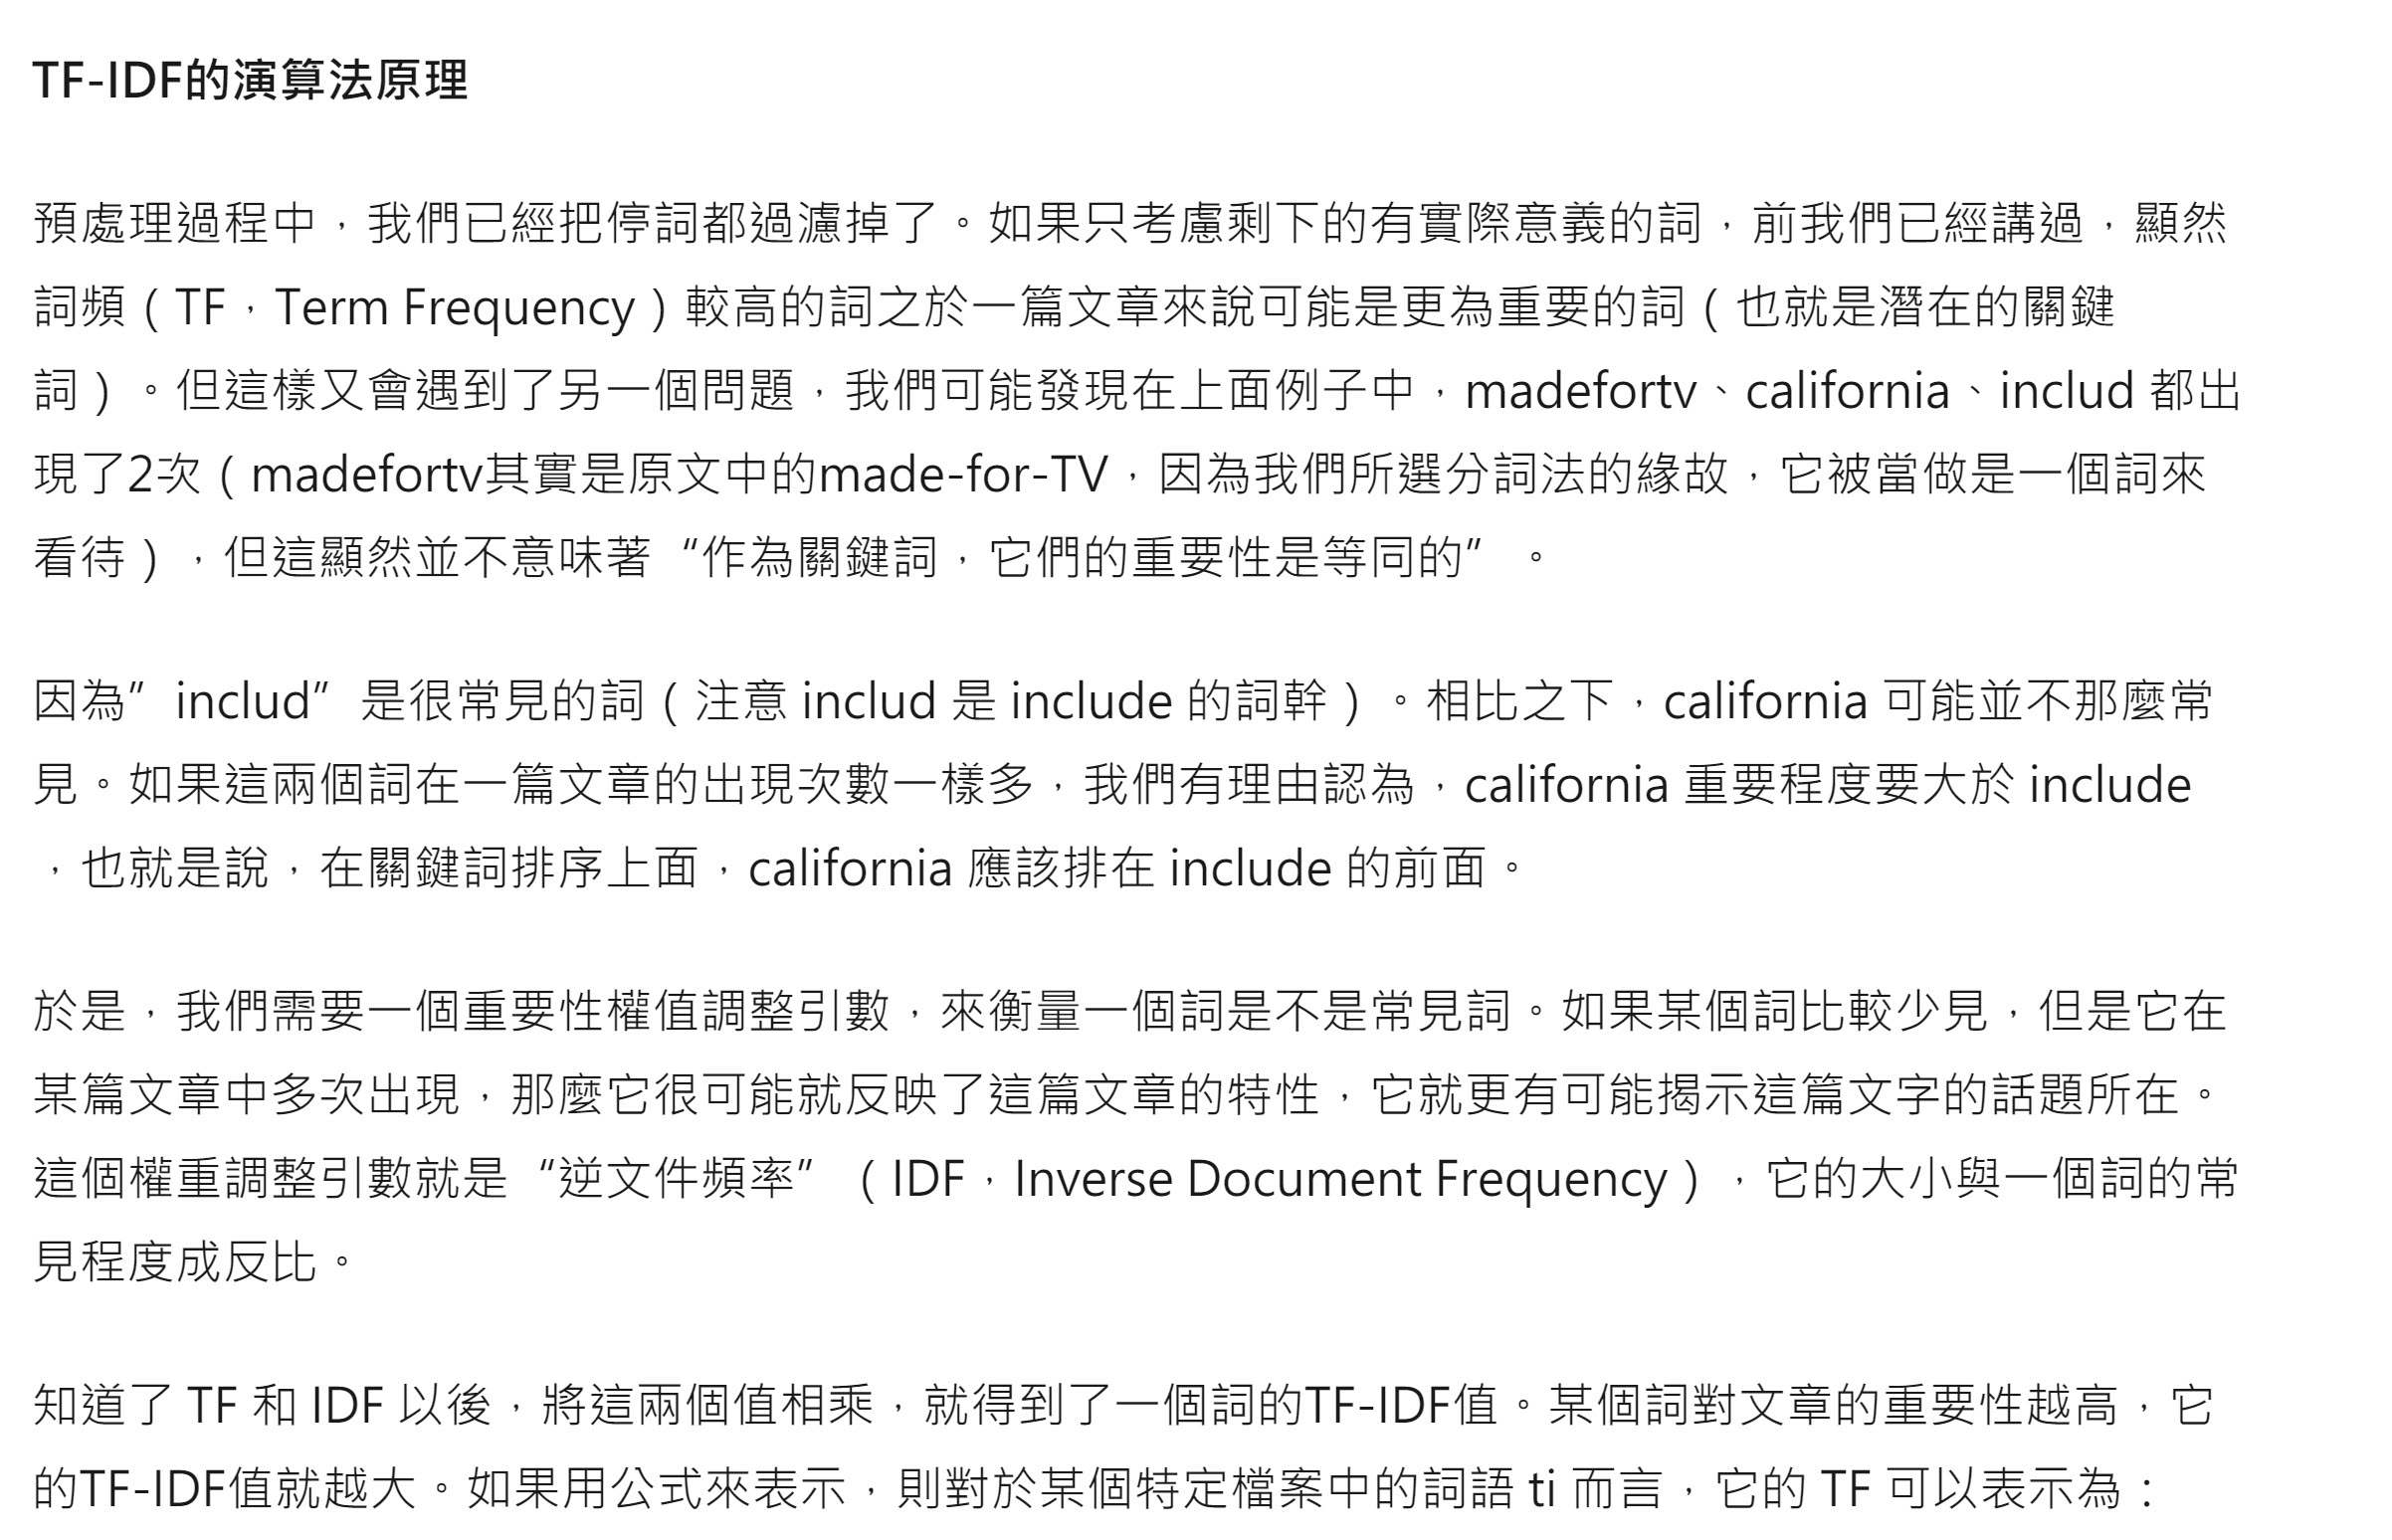 TF-IDF的演算法原理
預處理過程中，我們已經把停詞都過濾掉了。如果只考慮剩下的有實際意義的詞，前我們已經講過，顯然
詞頻（TF，Term Frequency）較高的詞之於一篇文章來說可能是更為重要的詞（也就是潛在的關鍵
詞）。但這樣又會遇到了另一個問題，我們可能發現在上面例子中，madefortv、california、includ 都出
現了2次（madefortv其實是原文中的made-for-TV，因為我們所選分詞法的緣故，它被當做是一個詞來
看待），但這顯然並不意味著“作為關鍵詞，它們的重要性是等同的”。
因為”includ”是很常見的詞（注意 includ 是 include 的詞幹）。相比之下，california 可能並不那麼常
見。如果這兩個詞在一篇文章的出現次數一樣多，我們有理由認為，california 重要程度要大於 include
，也就是說，在關鍵詞排序上面，california 應該排在 include 的前面。
於是，我們需要一個重要性權值調整引數，來衡量一個詞是不是常見詞。如果某個詞比較少見，但是它在
某篇文章中多次出現，那麼它很可能就反映了這篇文章的特性，它就更有可能揭示這篇文字的話題所在。
這個權重調整引數就是“逆文件頻率”（IDF，Inverse Document Frequency），它的大小與一個詞的常
見程度成反比。
知道了 TF 和 IDF 以後，將這兩個值相乘，就得到了一個詞的TF-IDF值。某個詞對文章的重要性越高，它
的TF-IDF值就越大。如果用公式來表示，則對於某個特定檔案中的詞語 ti 而言，它的 TF 可以表示為：